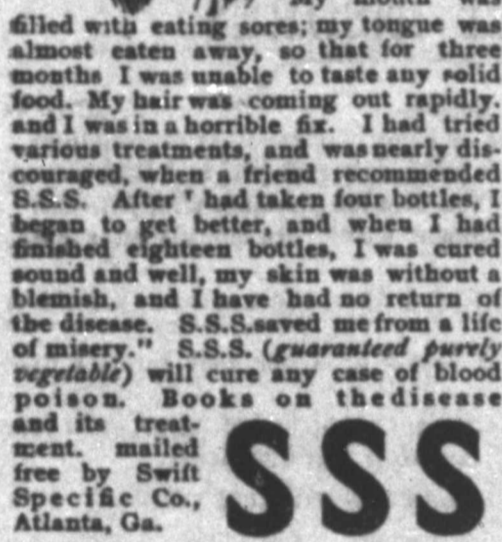 My mouth was
filled with eating sores; my tongue was
almost eaten away, so that for three
months I was unable to taste any solid
food. My hair was coming out rapidly,
and I was in a horrible fix. I had tried
various treatments, and was nearly dis-
couraged, when a friend recommended
S.S.S. After I had taken four bottles, I
began to get better, and when I had
finished eighteen bottles, I was cured
sound and well, my skin was without a
blemish, and I have had no return of
the disease. S.S.S. saved me from a life
of misery." S.S.S. (guaranteed purely
vegetable) will cure any case of blood
poison. Books on the disease
and its treat-
ment. mailed
free by Swift
Specific Co.,
Atlanta, Ga.
SSS